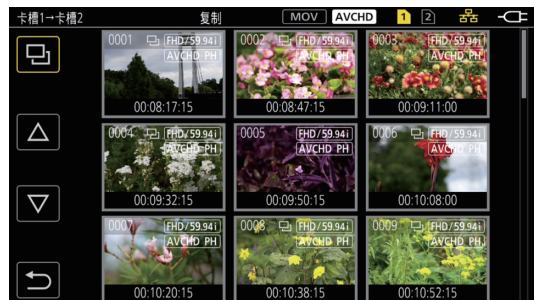 卡槽1→卡槽2 复制 MOV AVCHD 1 2
0001 FHD/59.94i
AVCHD PH
00:08:17:15
0002 FHD/59.94i
AVCHD PH
00:08:47:15
0003 FHD/59.94i
AVCHD PH
00:09:11:00
0004 FHD/59.94i
AVCHD PH
00:09:32:15
0005 FHD/59.94i
AVCHD PH
00:09:50:15
0006 FHD/59.94i
AVCHD PH
00:10:08:00
0007 FHD/59.94i
AVCHD PH
00:10:20:15
0008 FHD/59.94i
AVCHD PH
00:10:38:15
0009 FHD/59.94i
AVCHD PH
00:10:52:15